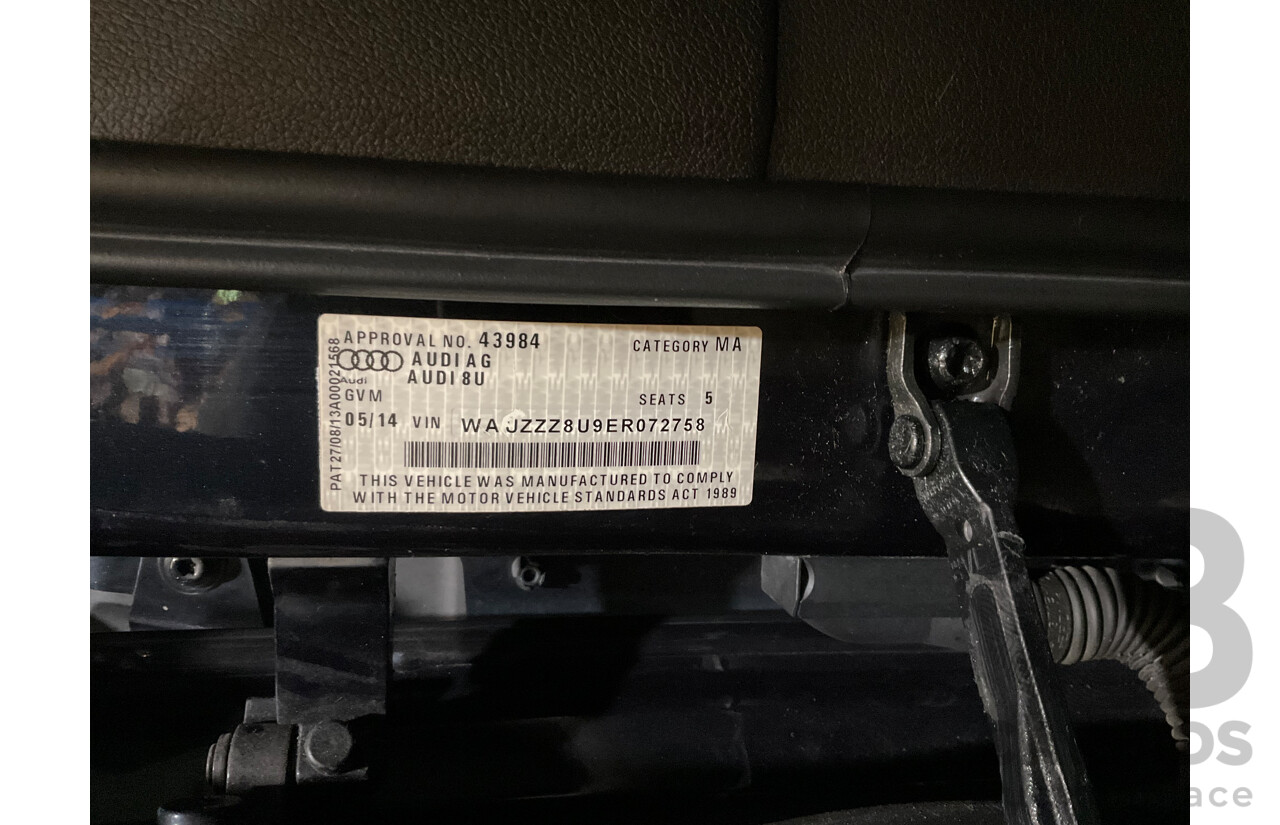 APPROVAL NO. 43984
CATEGORY MA
AUDI AG
Audi
AUDI 8U
GVM
SEATS 5
05/14 VIN WAUZZZ8U9ER072758
THIS VEHICLE WAS MANUFACTURED TO COMPLY
WITH THE MOTOR VEHICLE STANDARDS ACT 1989
PAT27/08/13A00021568